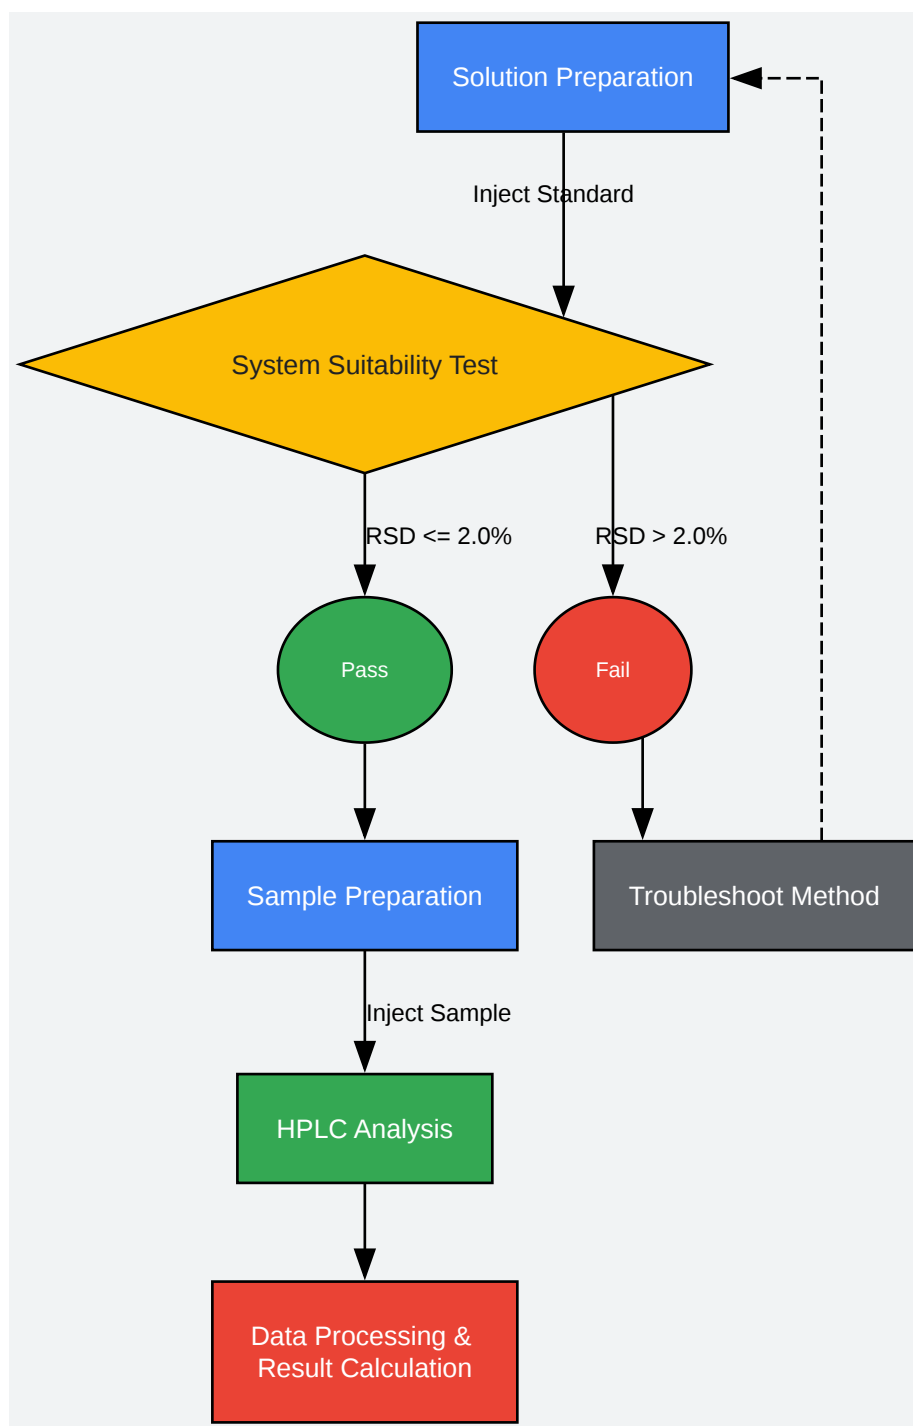 Solution Preparation
Inject Standard
System Suitability Test
RSD <= 2.0%
RSD > 2.0%
Pass
Fail
Sample Preparation
Troubleshoot Method
Inject Sample
HPLC Analysis
Data Processing &
Result Calculation